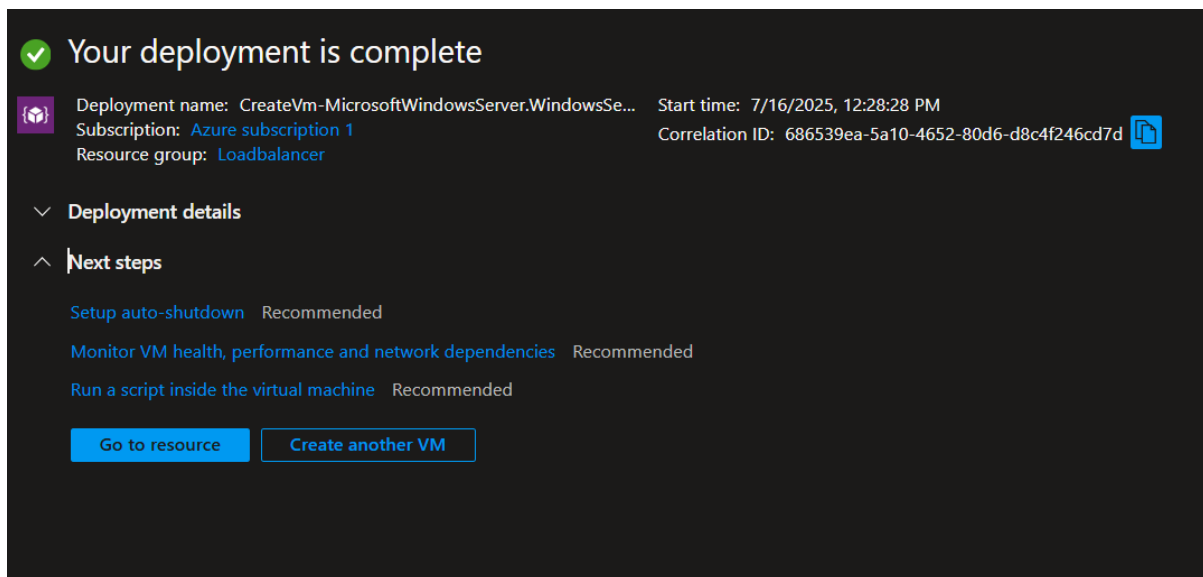 Your deployment is complete
Deployment name: CreateVm-MicrosoftWindowsServer.WindowsSe...
Start time: 7/16/2025, 12:28:28 PM
Subscription: Azure subscription 1
Correlation ID: 686539ea-5a10-4652-80d6-d8c4f246cd7d
Resource group: Loadbalancer
Deployment details
Next steps
Setup auto-shutdown Recommended
Monitor VM health, performance and network dependencies Recommended
Run a script inside the virtual machine Recommended
Go to resource Create another VM